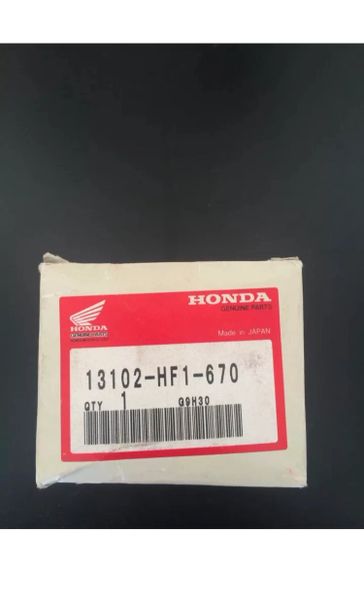 HONDA
GENUINE PARTS
HONDA
Made in JAPAN
13102-HF1-670
QTY 1 G9H30